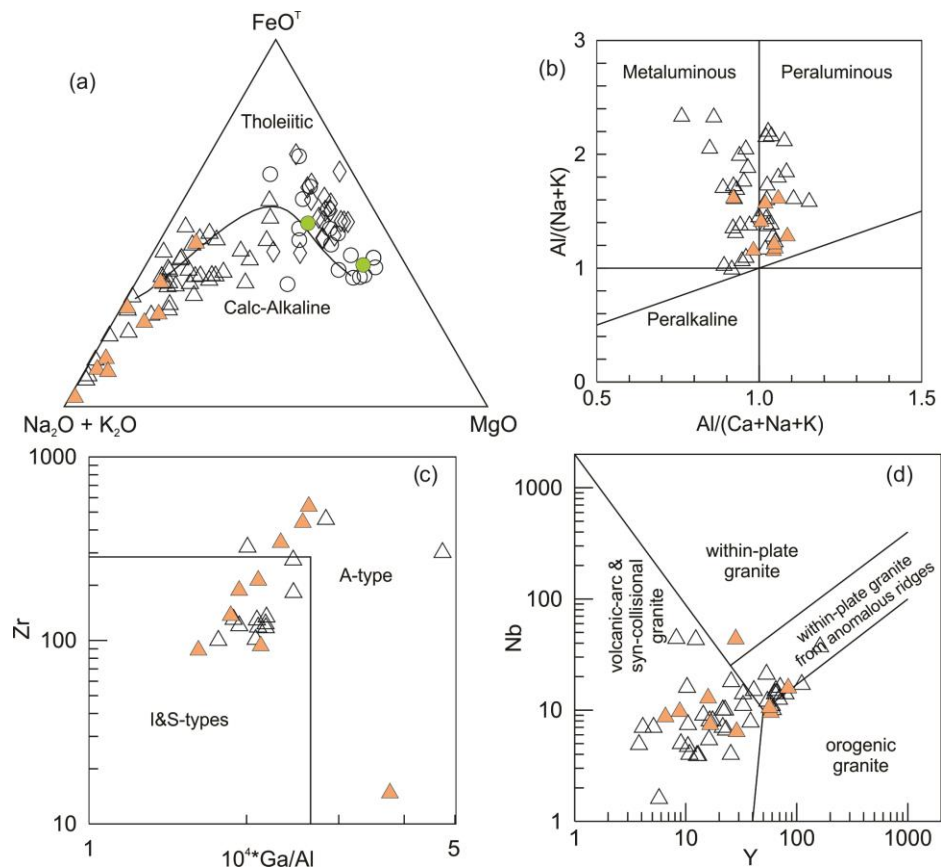 FeOᵀ
(a)
Tholeiitic
Calc-Alkaline
Na₂O + K₂O
MgO
3
(b)
Metaluminous
Peraluminous
2
Al/(Na+K)
1
Peralkaline
0
0.5
1.0
1.5
Al/(Ca+Na+K)
1000
(c)
A-type
Zr
100
I&S-types
10
1
5
10⁴*Ga/Al
(d)
1000
within-plate
granite
volcanic-arc &
syn-collisional
granite
within-plate granite
from anomalous ridges
100
Nb
10
orogenic
granite
1
1
10
100
1000
Y